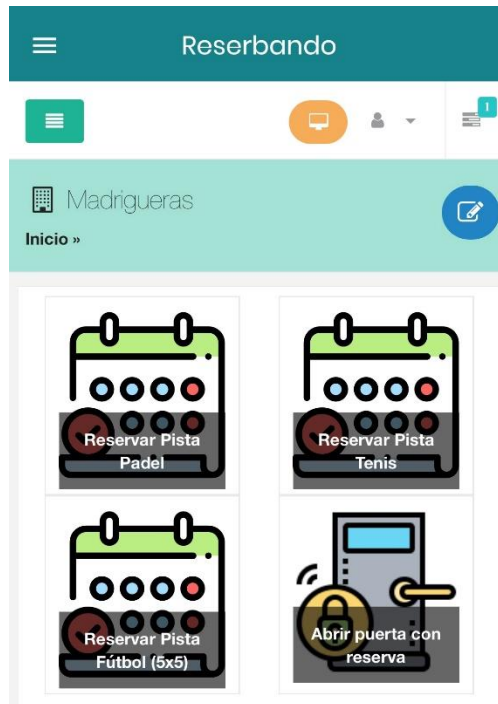 Reserbando
1
Madrigueras
Inicio »
Reservar Pista
Padel
Reservar Pista
Tenis
Reservar Pista
Fútbol (5x5)
Abrir puerta con
reserva